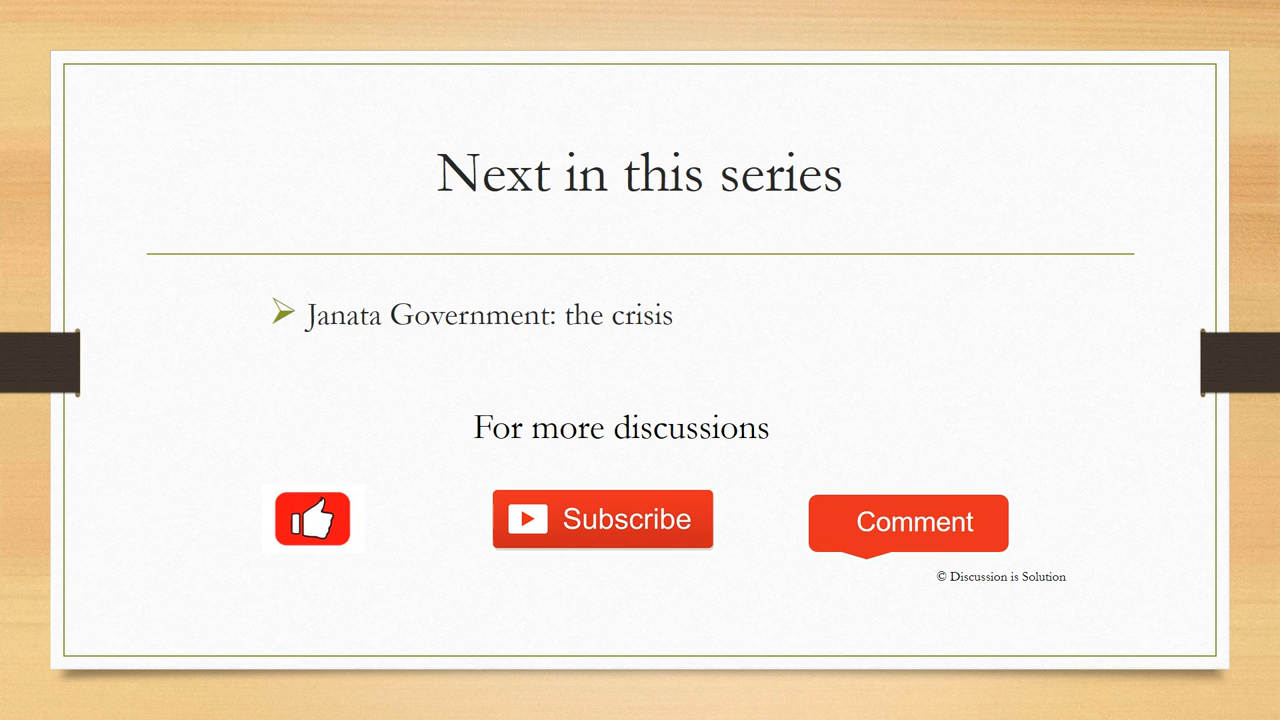 Next in this series
Janata Government: the crisis
For more discussions
Subscribe
Comment
© Discussion is Solution